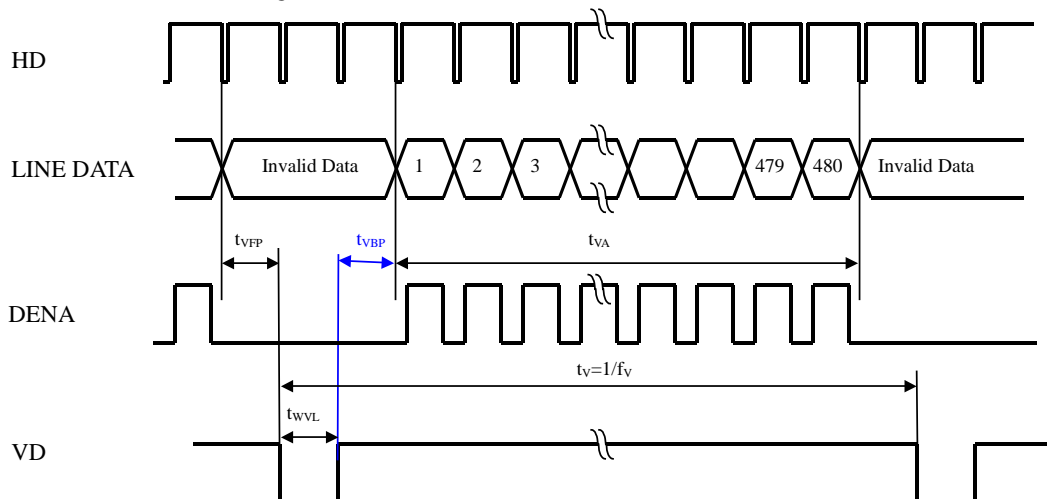 HD
LINE DATA
Invalid Data 1 2 3 479 480 Invalid Data
tVFP tVBP tVA
DENA
tV=1/fV
tWVL
VD